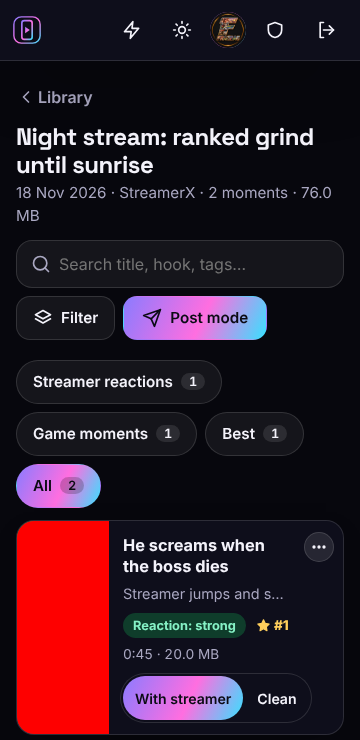 Library
Night stream: ranked grind
until sunrise
18 Nov 2026 · StreamerX · 2 moments · 76.0
MB
Search title, hook, tags...
Filter
Post mode
Streamer reactions 1
Game moments 1
Best 1
All 2
He screams when
the boss dies
Streamer jumps and s...
Reaction: strong
#1
0:45 · 20.0 MB
With streamer
Clean